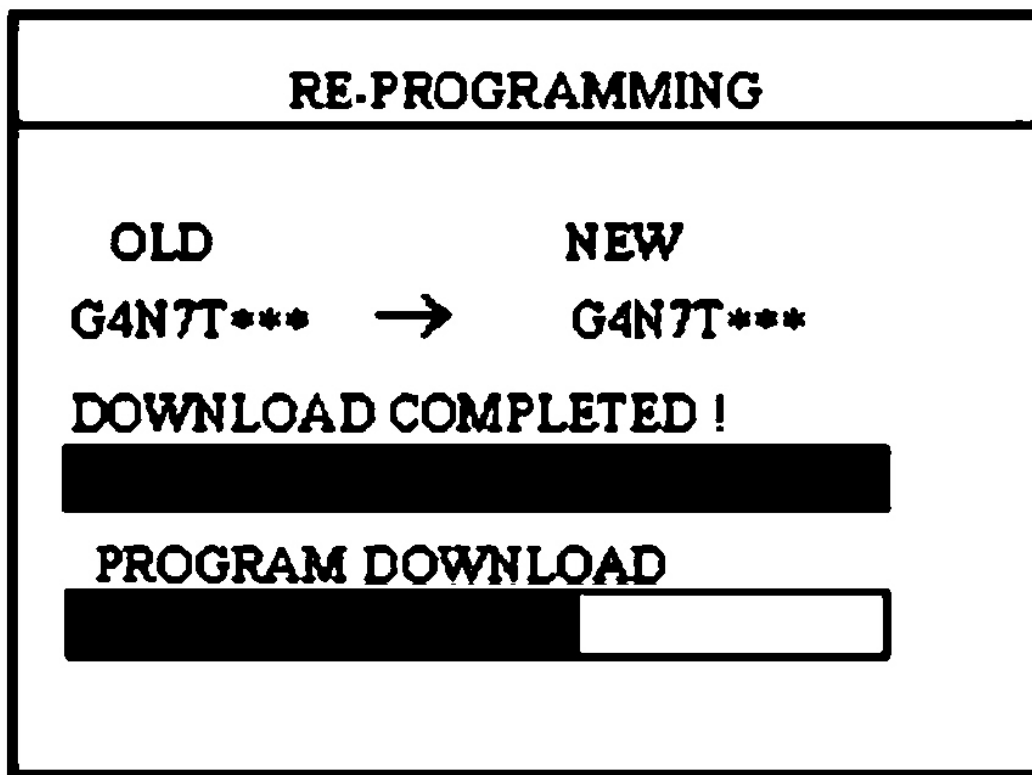 RE-PROGRAMMING
OLD NEW
G4N7T*** → G4N7T***
DOWNLOAD COMPLETED !
PROGRAM DOWNLOAD